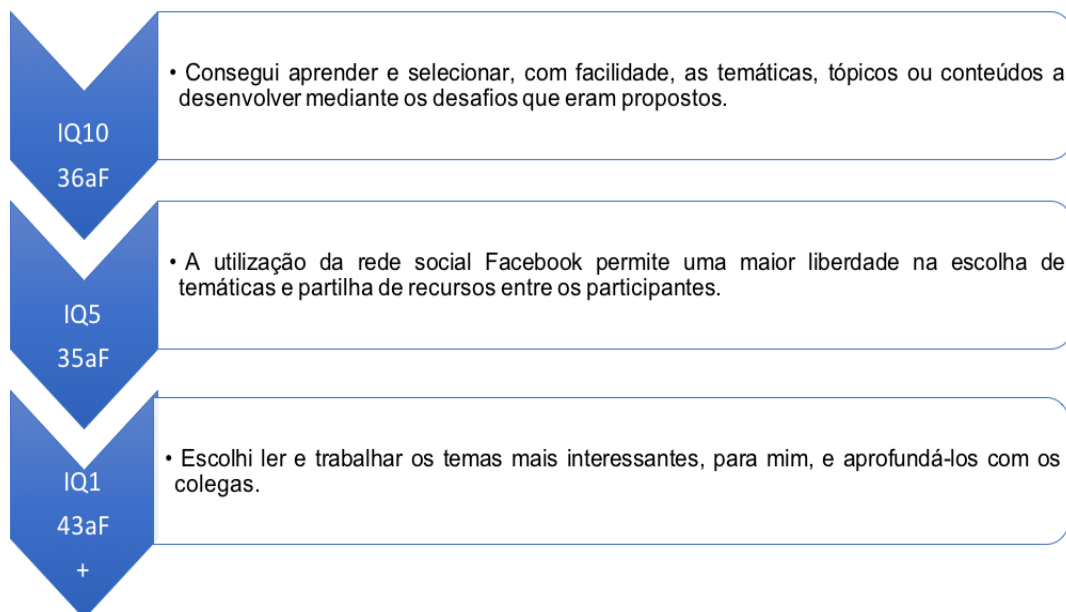 IQ10
36aF
• Consegui aprender e selecionar, com facilidade, as temáticas, tópicos ou conteúdos a
desenvolver mediante os desafios que eram propostos.
IQ5
35aF
• A utilização da rede social Facebook permite uma maior liberdade na escolha de
temáticas e partilha de recursos entre os participantes.
IQ1
43aF
+
• Escolhi ler e trabalhar os temas mais interessantes, para mim, e aprofundá-los com os
colegas.